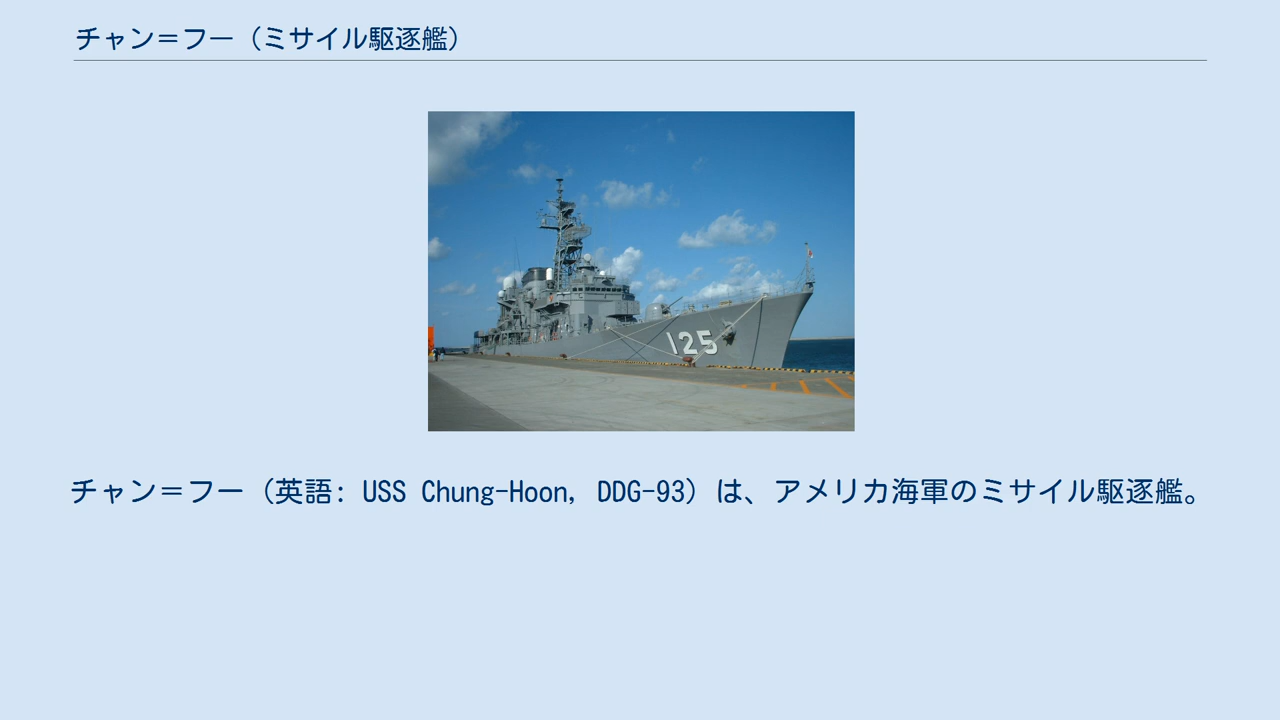 チャン＝フー（ミサイル駆逐艦）
125
チャン＝フー（英語: USS Chung-Hoon, DDG-93）は、アメリカ海軍のミサイル駆逐艦。